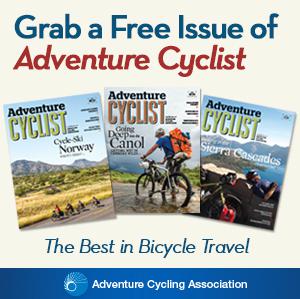 Grab a Free Issue of
Adventure Cyclist
Adventure
CYCLIST
Cycle-Ski
Norway
Adventure
CYCLIST
Going
Deep
Canol
Adventure
CYCLIST
Sierra Cascades
The Best in Bicycle Travel
Adventure Cycling Association